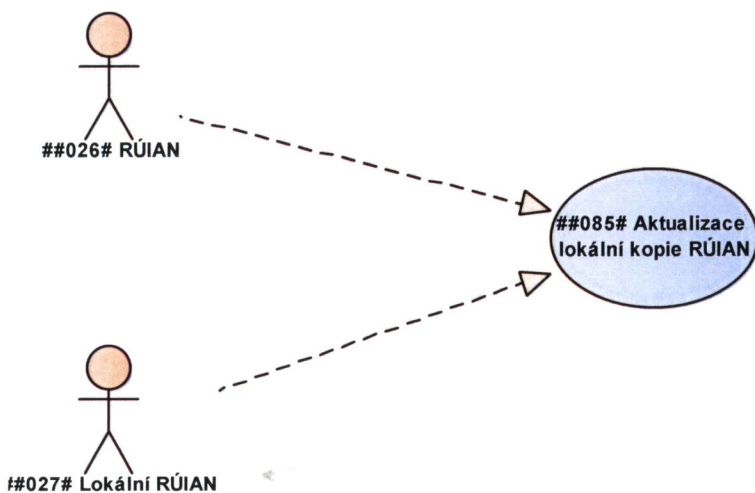 ##026# RÚIAN
##085# Aktualizace
lokální kopie RÚIAN
##027# Lokální RÚIAN